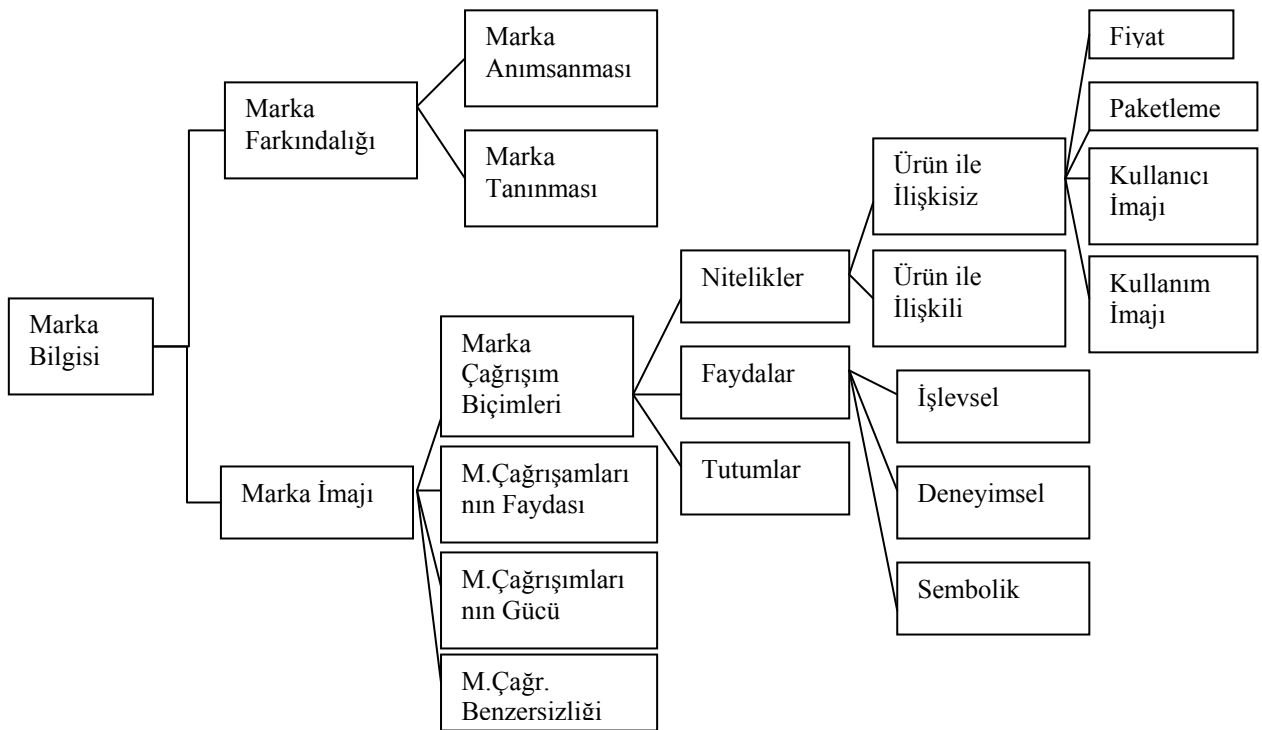 Marka
Bilgisi
Marka
Farkındalığı
Marka
Anımsanması
Marka
Tanınması
Marka İmajı
Marka
Çağrışım
Biçimleri
M.Çağrışamları
nın Faydası
M.Çağrışımları
nın Gücü
M.Çağr.
Benzersizliği
Nitelikler
Faydalar
Tutumlar
Ürün ile
İlişkisiz
Ürün ile
İlişkili
Fiyat
Paketleme
Kullanıcı
İmajı
Kullanım
İmajı
İşlevsel
Deneyimsel
Sembolik